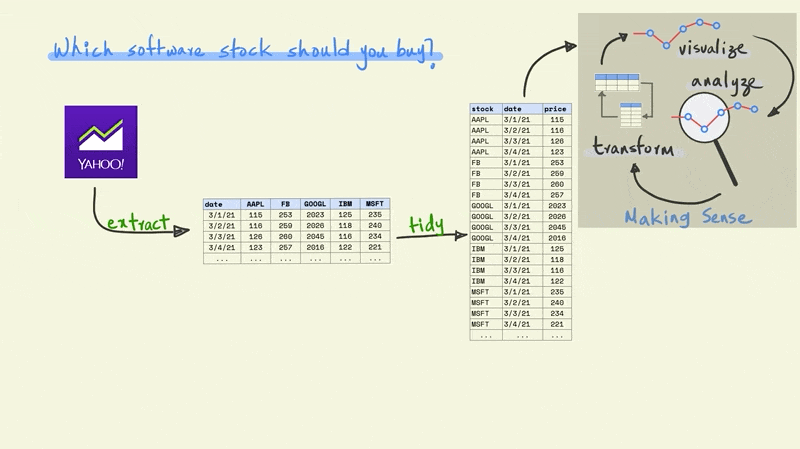 Which software stock should you buy?
YAHOO!
extract
date AAPL FB GOOGL IBM MSFT
3/1/21 115 253 2023 125 235
3/2/21 116 259 2026 118 240
3/3/21 126 260 2045 116 234
3/4/21 123 257 2016 122 221
... ... ... ... ... ...
tidy
stock date price
AAPL 3/1/21 115
AAPL 3/2/21 116
AAPL 3/3/21 126
AAPL 3/4/21 123
FB 3/1/21 253
FB 3/2/21 259
FB 3/3/21 260
FB 3/4/21 257
GOOGL 3/1/21 2023
GOOGL 3/2/21 2026
GOOGL 3/3/21 2045
GOOGL 3/4/21 2016
IBM 3/1/21 125
IBM 3/2/21 118
IBM 3/3/21 116
IBM 3/4/21 122
MSFT 3/1/21 235
MSFT 3/2/21 240
MSFT 3/3/21 234
MSFT 3/4/21 221
... ... ...
visualize
analyze
transform
Making Sense